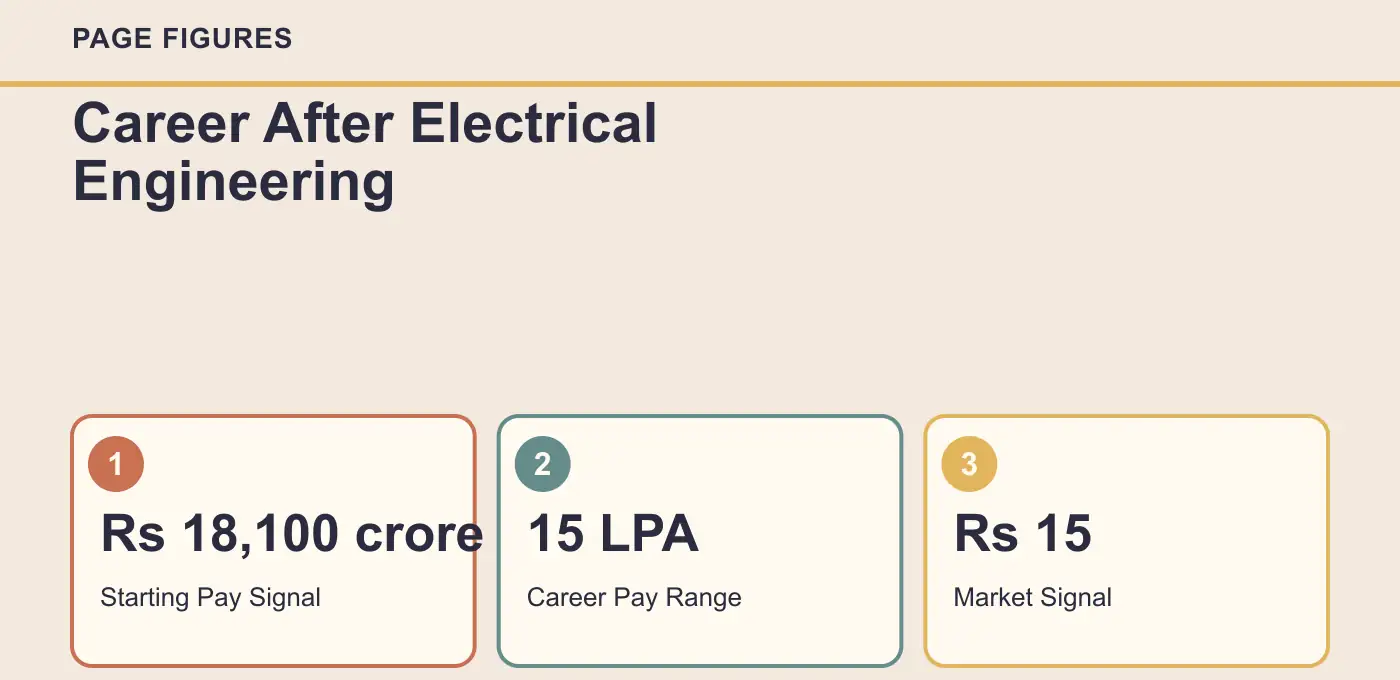 PAGE FIGURES
Career After Electrical
Engineering
1
Rs 18,100 crore
Starting Pay Signal
2
15 LPA
Career Pay Range
3
Rs 15
Market Signal